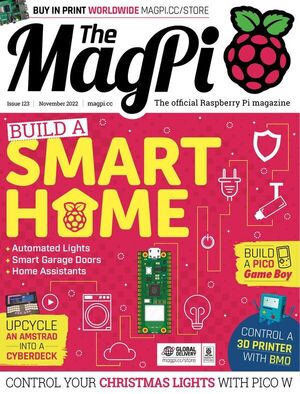 BUY IN PRINT WORLDWIDE MAGPI.CC/STORE
The
MagPi
Issue 123 | November 2022 | magpi.cc
The official Raspberry Pi magazine
BUILD A
SMART
HOME
+ Automated Lights
+ Smart Garage Doors
+ Home Assistants
BUILD
A PICO
Game Boy
UPCYCLE
AN AMSTRAD
INTO A
CYBERDECK
GLOBAL
DELIVERY
magpi.cc/store
CONTROL A
3D PRINTER
WITH BMO
CONTROL YOUR CHRISTMAS LIGHTS WITH PICO W